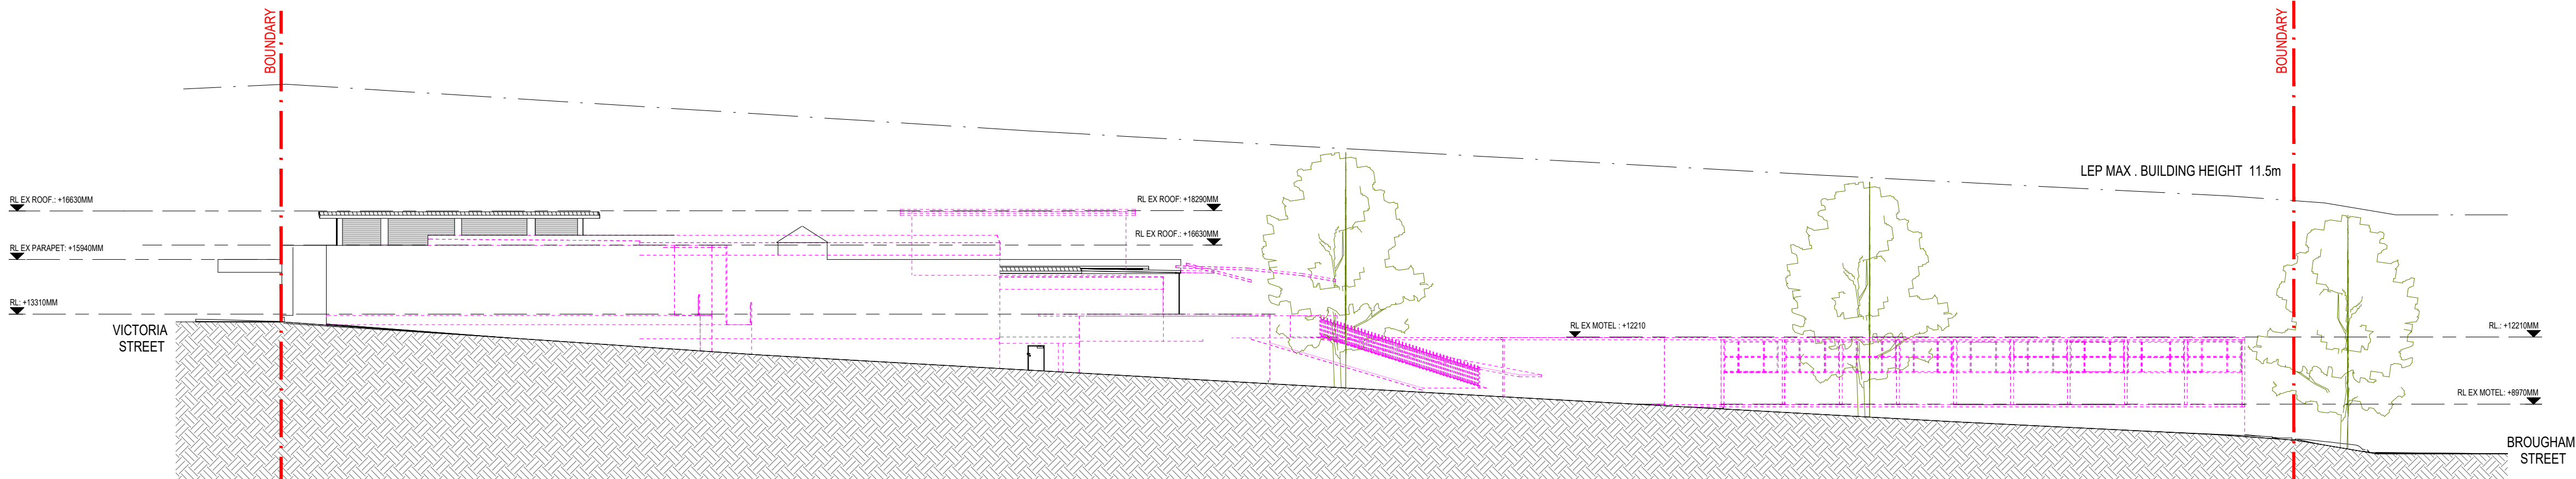 BOUNDARY
BOUNDARY
LEP MAX . BUILDING HEIGHT 11.5m
RL EX ROOF.: +16630MM
RL EX ROOF: +18290MM
RL EX ROOF.: +16630MM
RL EX PARAPET: +15940MM
RL: +13310MM
VICTORIA
STREET
RL EX MOTEL : +12210
RL.: +12210MM
RL EX MOTEL: +8970MM
BROUGHAM
STREET